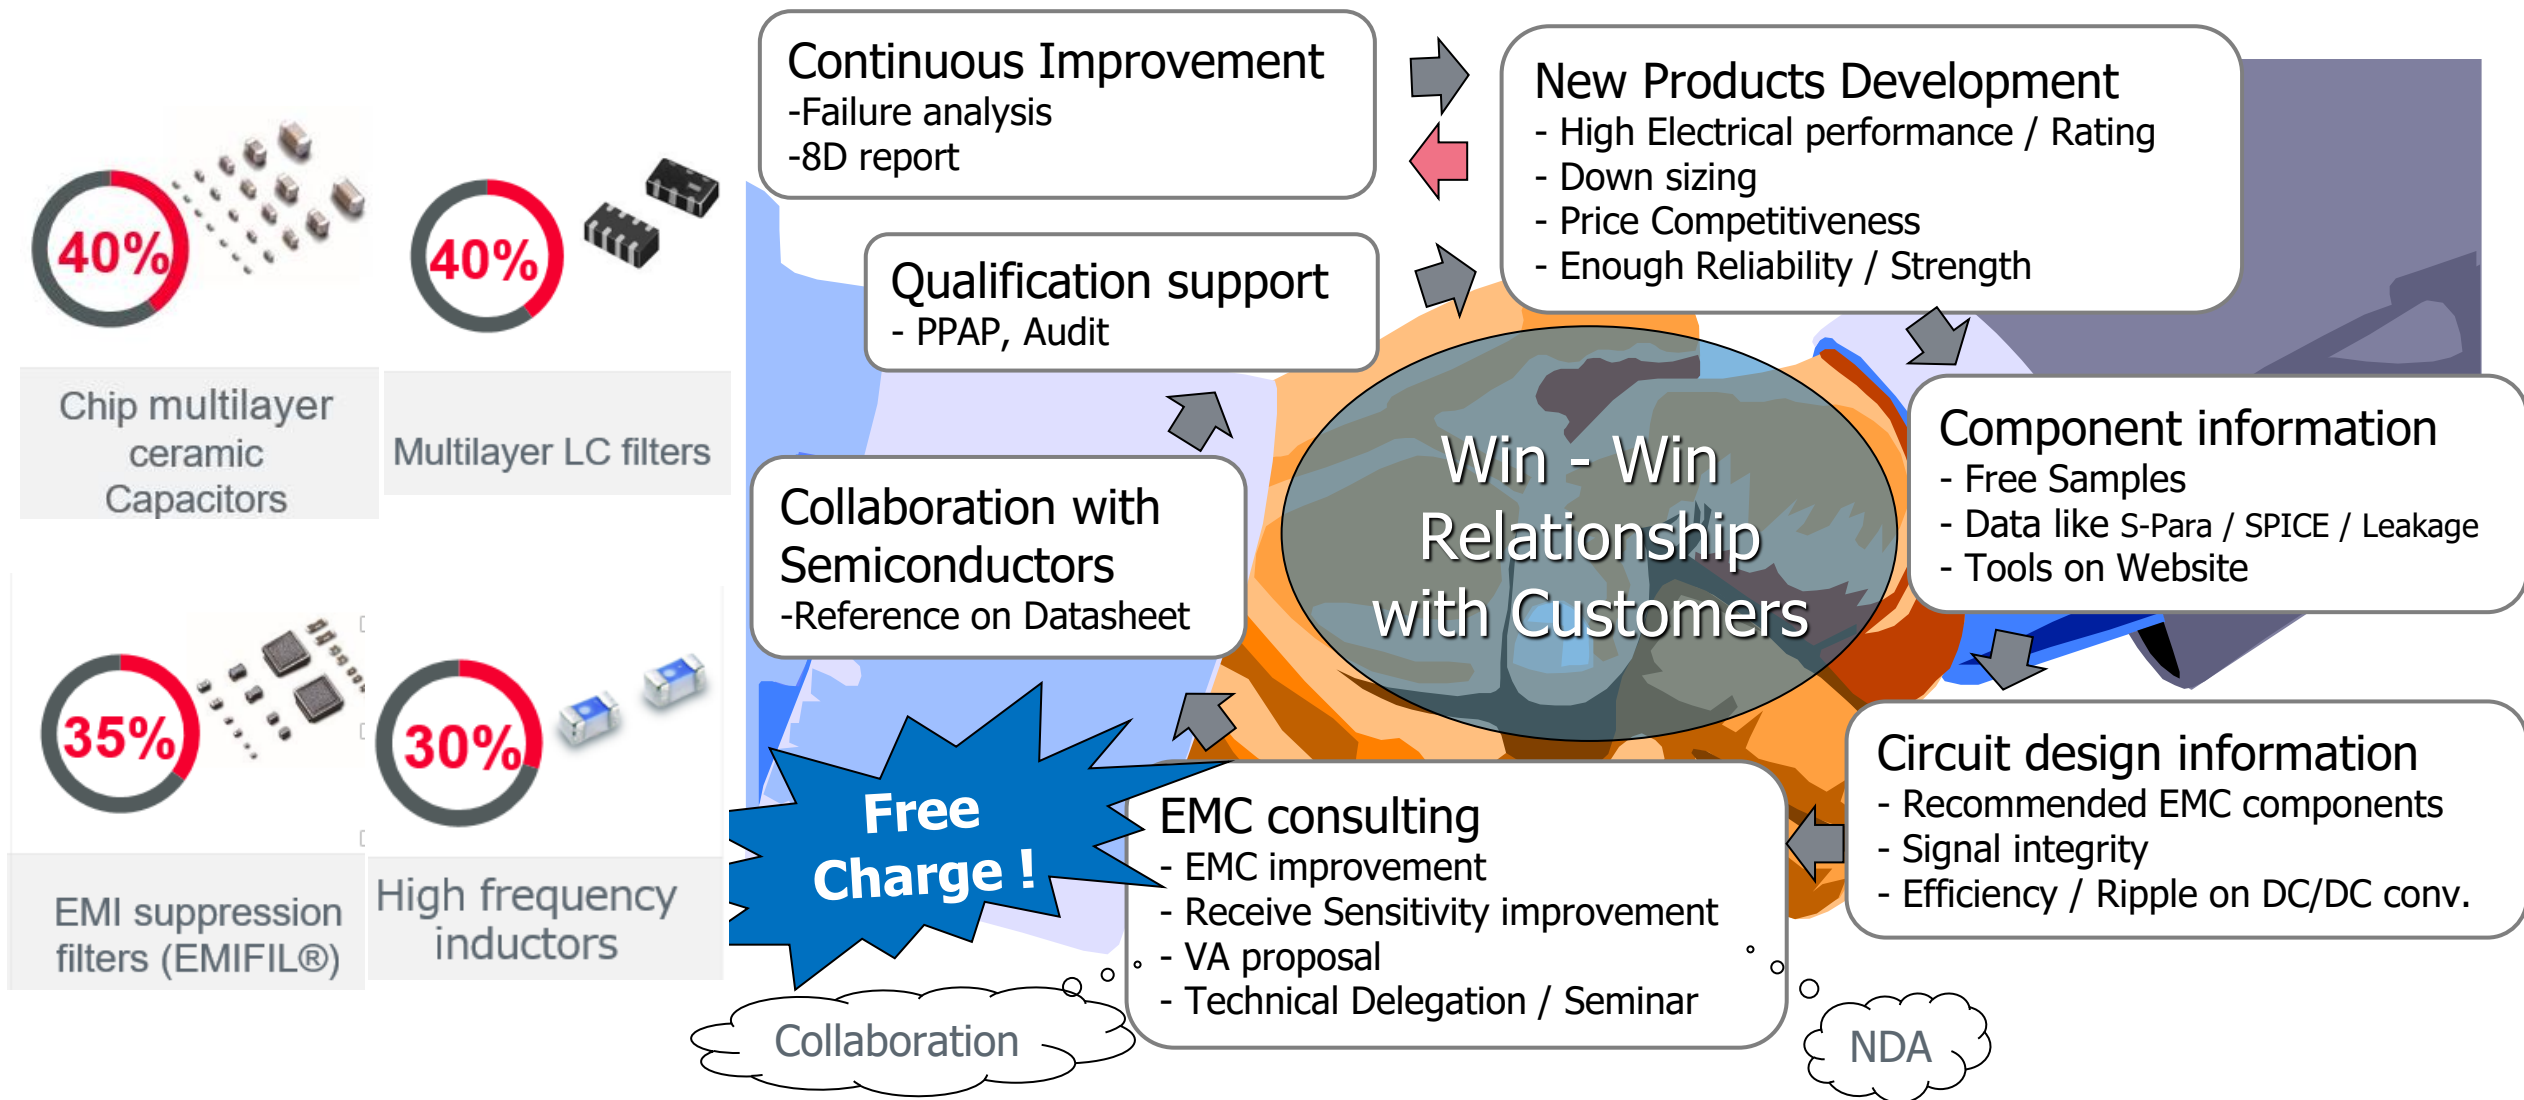 40%
Chip multilayer
ceramic
Capacitors
40%
Multilayer LC filters
35%
EMI suppression
filters (EMIFIL®)
30%
High frequency
inductors
Continuous Improvement
-Failure analysis
-8D report
New Products Development
- High Electrical performance / Rating
- Down sizing
- Price Competitiveness
- Enough Reliability / Strength
Qualification support
- PPAP, Audit
Component information
- Free Samples
- Data like S-Para / SPICE / Leakage
- Tools on Website
Win - Win
Relationship
with Customers
Collaboration with
Semiconductors
-Reference on Datasheet
Circuit design information
- Recommended EMC components
- Signal integrity
- Efficiency / Ripple on DC/DC conv.
Free
Charge !
EMC consulting
- EMC improvement
- Receive Sensitivity improvement
- VA proposal
- Technical Delegation / Seminar
Collaboration
NDA